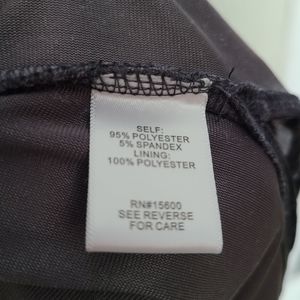 SELF:
95% POLYESTER
5% SPANDEX
LINING:
100% POLYESTER
RN#15600
SEE REVERSE
FOR CARE